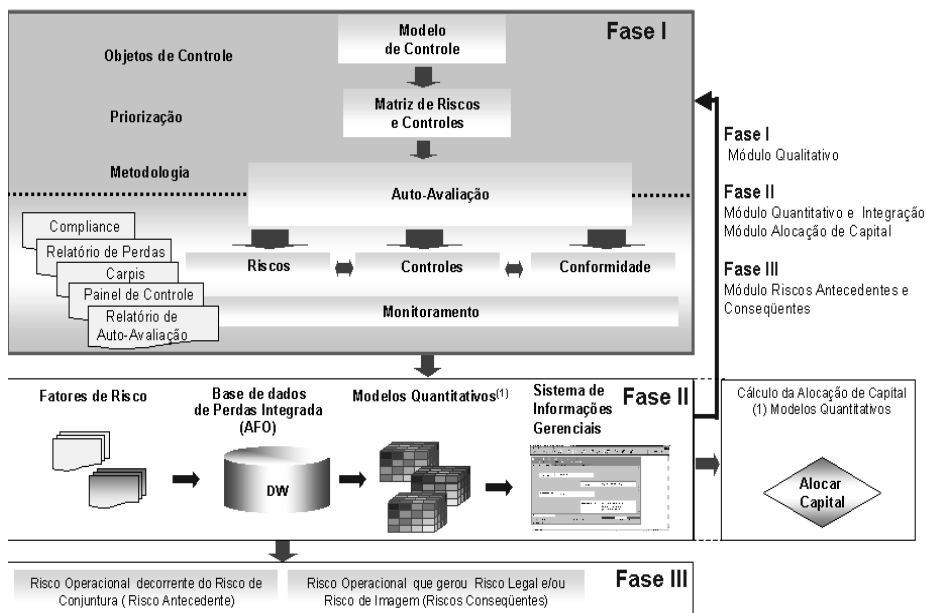 Fase I
Modelo
de Controle
Objetos de Controle
Priorização
Matriz de Riscos
e Controles
Metodologia
Auto-Avaliação
Compliance
Relatório de Perdas
Carpis
Painel de Controle
Relatório de
Auto-Avaliação
Riscos
Controles
Conformidade
Monitoramento
Fase I
Módulo Qualitativo
Fase II
Módulo Quantitativo e Integração
Módulo Alocação de Capital
Fase III
Módulo Riscos Antecedentes e
Conseqüentes
Fatores de Risco
Base de dados
de Perdas Integrada
(AFO)
DW
Modelos Quantitativos(1)
Sistema de
Informações
Gerenciais
Fase II
Cálculo da Alocação de Capital
(1) Modelos Quantitativos
Alocar
Capital
Fase III
Risco Operacional decorrente do Risco de
Conjuntura ( Risco Antecedente)
Risco Operacional que gerou Risco Legal e/ou
Risco de Imagem (Riscos Conseqüentes)